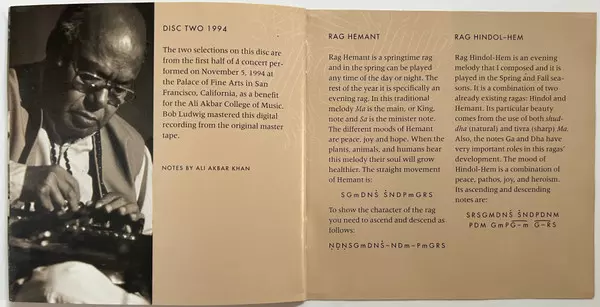 DISC TWO 1994
The two selections on this disc are
from the first half of a concert per-
formed on November 5, 1994 at
the Palace of Fine Arts in San
Francisco, California, as a benefit
for the Ali Akbar College of Music.
Bob Ludwig mastered this digital
recording from the original master
tape.
NOTES BY ALI AKBAR KHAN
RAG HEMANT
Rag Hemant is a springtime rag
and in the spring can be played
any time of the day or night. The
rest of the year it is specifically an
evening rag. In this traditional
melody Ma is the main, or King,
note and Sa is the minister note.
The different moods of Hemant
are peace, joy and hope. When the
plants, animals, and humans hear
this melody their soul will grow
healthier. The straight movement
of Hemant is:
SGmDNṠ ṠNDPmGRS
To show the character of the rag
you need to ascend and descend as
follows:
ṆḌṆSGmDNṠ–NDm–PmGRS
RAG HINDOL–HEM
Rag Hindol-Hem is an evening
melody that I composed and it is
played in the Spring and Fall sea-
sons. It is a combination of two
already existing ragas: Hindol and
Hemant. Its particular beauty
comes from the use of both shud-
dha (natural) and tivra (sharp) Ma.
Also, the notes Ga and Dha have
very important roles in this ragas'
development. The mood of
Hindol-Hem is a combination of
peace, pathos, joy, and heroism.
Its ascending and descending
notes are:
SRSGMDNṠ ṠNDPDNM
PDM GmPG–m G–RS